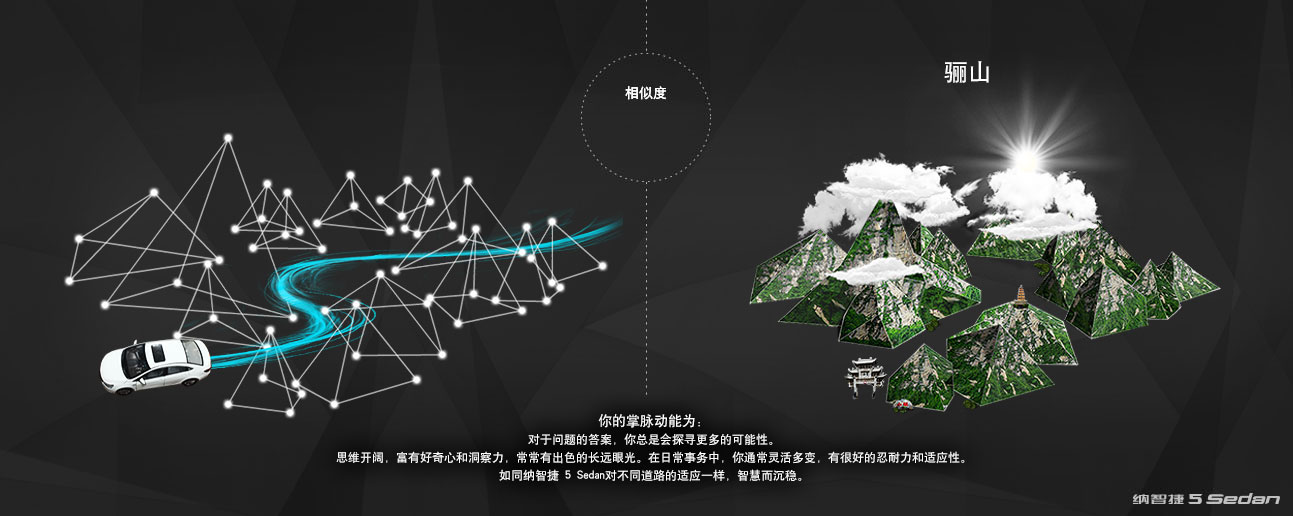 相似度
骊山
你的掌脉动能为：
对于问题的答案，你总是会探寻更多的可能性。
思维开阔，富有好奇心和洞察力，常常有出色的长远眼光。在日常事务中，你通常灵活多变，有很好的忍耐力和适应性。
如同纳智捷 5 Sedan对不同道路的适应一样，智慧而沉稳。
纳智捷 5 Sedan